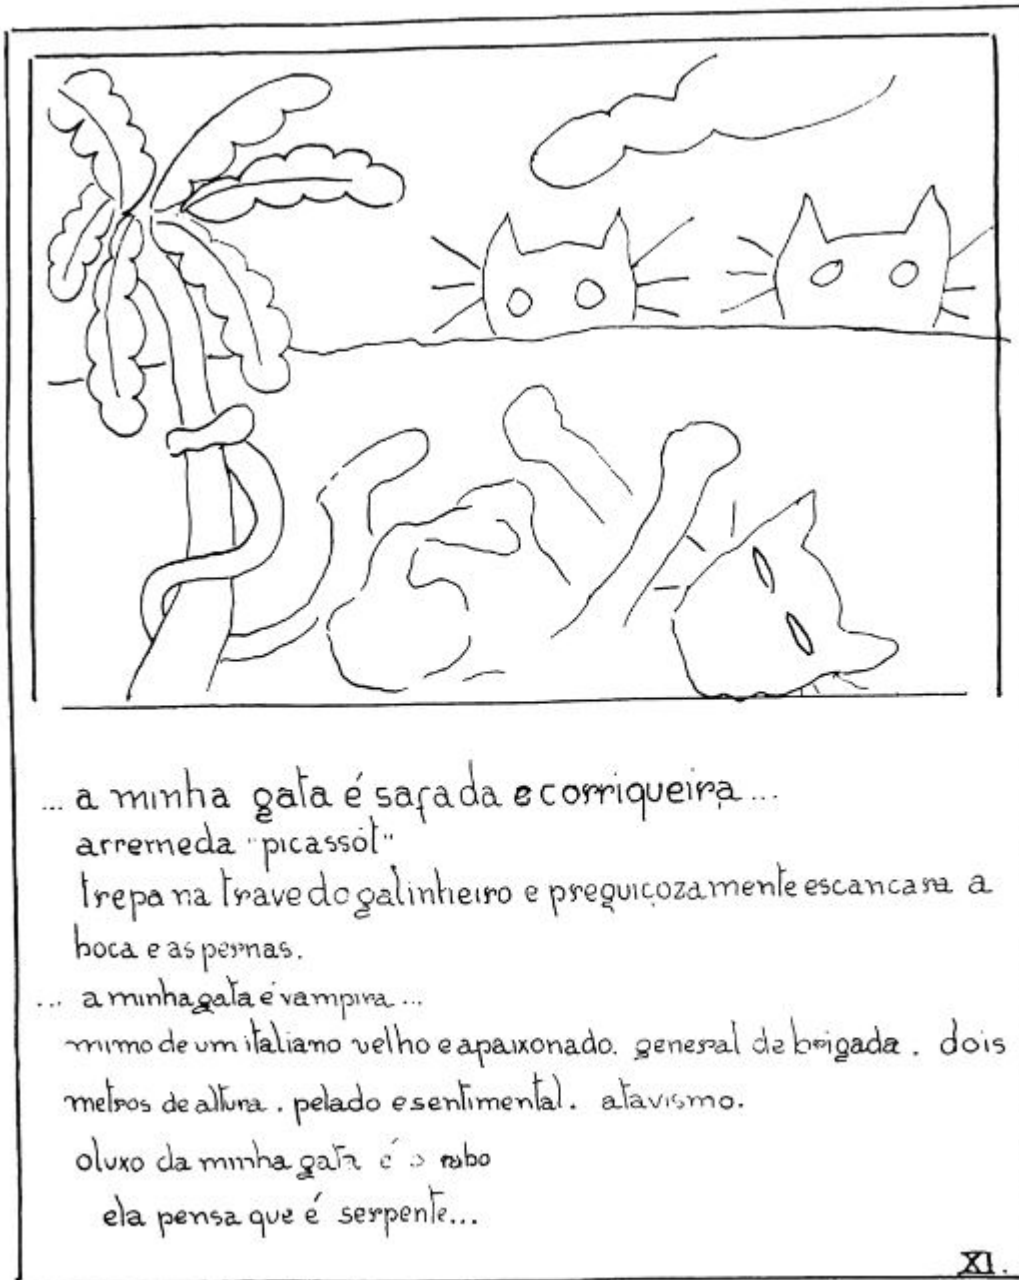 ... a minha gata é safada e corriqueira ...
arremeda "picassol"
trepa na trave do galinheiro e preguiçozamente escancara a
boca e as pernas.
... a minha gata é vampira ...
mimo de um italiano velho e apaixonado. general de brigada. dois
metros de altura. pelado e sentimental. atavismo.
o luxo da minha gata é o rabo
ela pensa que é serpente...
XI.